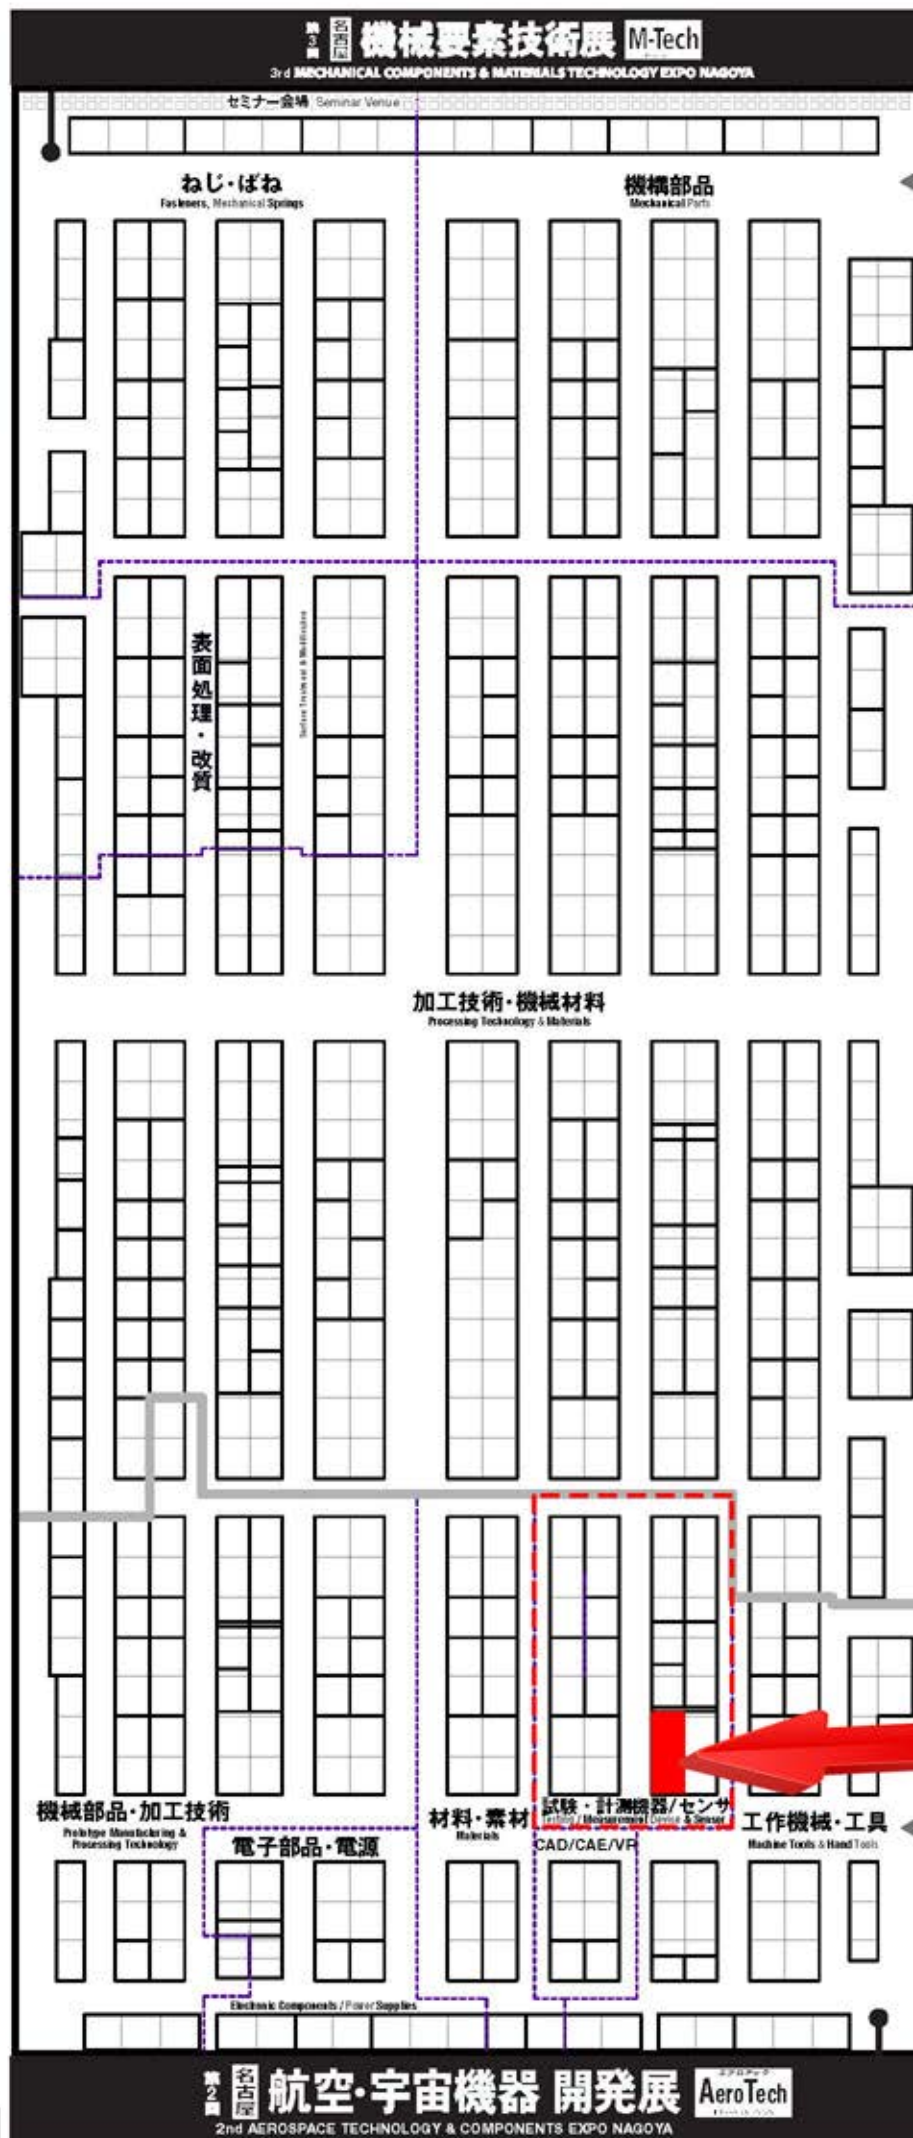 第3回 名古屋 機械要素技術展 M-Tech
3rd MECHANICAL COMPONENTS & MATERIALS TECHNOLOGY EXPO NAGOYA
セミナー会場 Seminar Venue
ねじ・ばね
Fasteners, Mechanical Springs
機構部品
Mechanical Parts
表面処理・改質
Surface Treatment & Modification
加工技術・機械材料
Processing Technology & Materials
機械部品・加工技術
Prototype Manufacturing &
Processing Technology
材料・素材
Materials
試験・計測機器/センサ
Testing / Measurement Device & Sensor
工作機械・工具
Machine Tools & Hand Tools
電子部品・電源
CAD/CAE/VR
Electronic Components / Power Supplies
第2回 名古屋 航空・宇宙機器 開発展 AeroTech
2nd AEROSPACE TECHNOLOGY & COMPONENTS EXPO NAGOYA